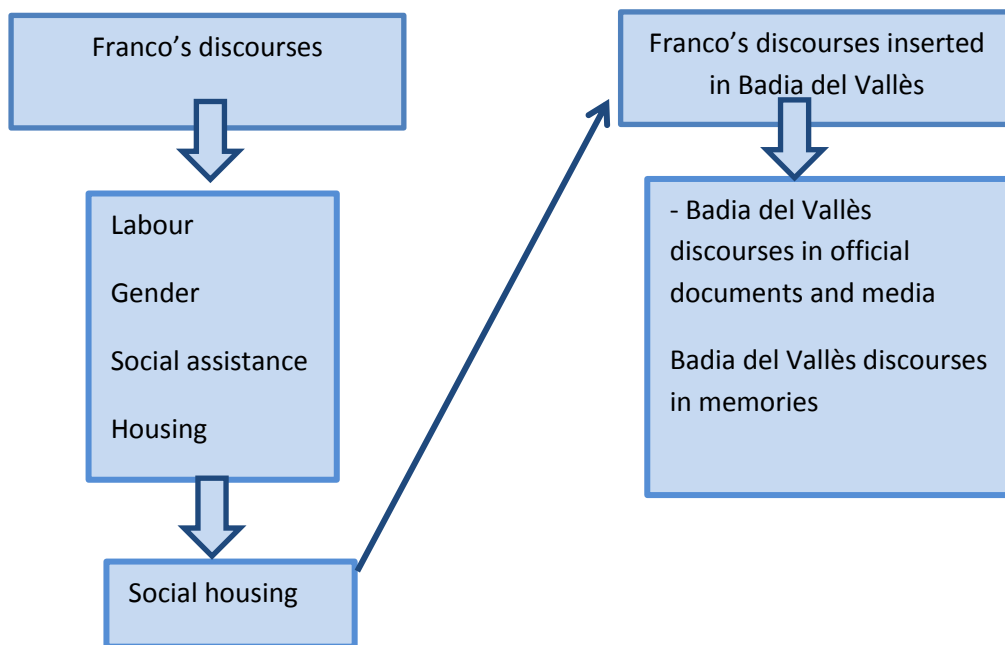 Franco’s discourses
Labour
Gender
Social assistance
Housing
Social housing
Franco’s discourses inserted
in Badia del Vallès
- Badia del Vallès
discourses in official
documents and media
Badia del Vallès discourses
in memories